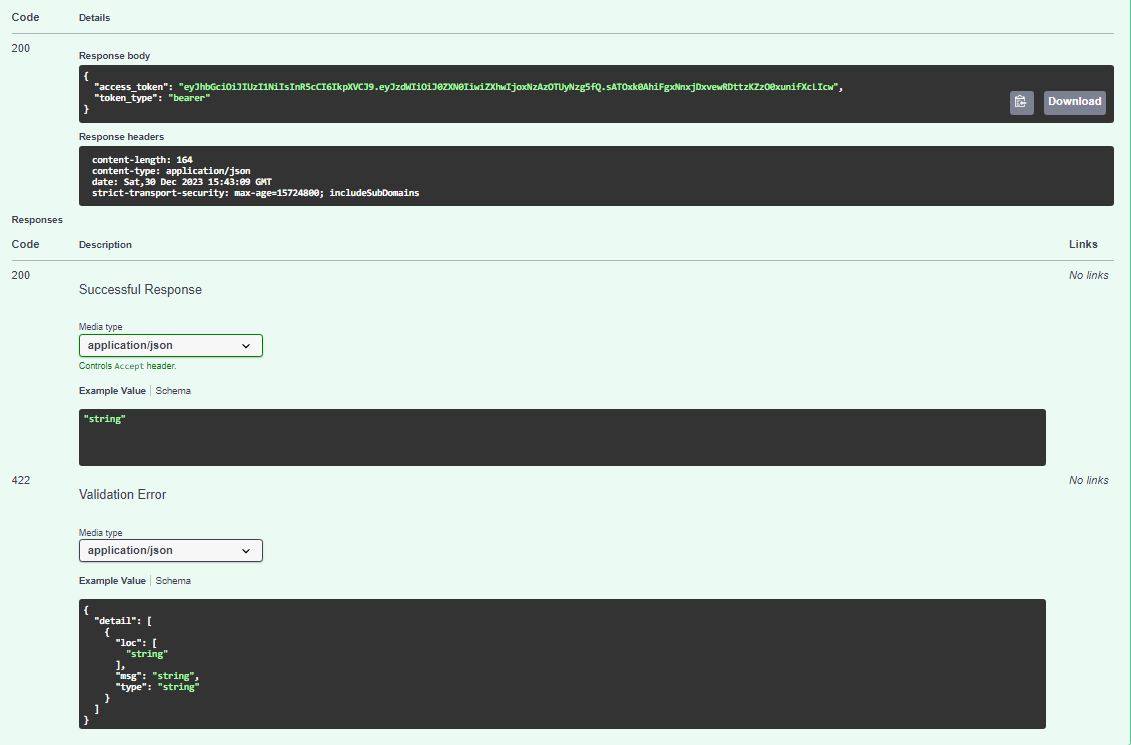 Code Details
200
Response body
{
"access_token": "eyJhbGciOiJIUzI1NiIsInR5cCI6IkpXVCJ9.eyJzdWIiOiJ0ZXN0IiwiZXhwIjoxNzAzOTUyNzg5fQ.sATOxk0AhiFgxNnxjDxvewRDttzKZzO0xunifXcLIcw",
"token_type": "bearer"
}
Download
Response headers
content-length: 164
content-type: application/json
date: Sat,30 Dec 2023 15:43:09 GMT
strict-transport-security: max-age=15724800; includeSubDomains
Responses
Code Description Links
200 No links
Successful Response
Media type
application/json
Controls Accept header.
Example Value Schema
"string"
422 No links
Validation Error
Media type
application/json
Example Value Schema
{
"detail": [
{
"loc": [
"string"
],
"msg": "string",
"type": "string"
}
]
}